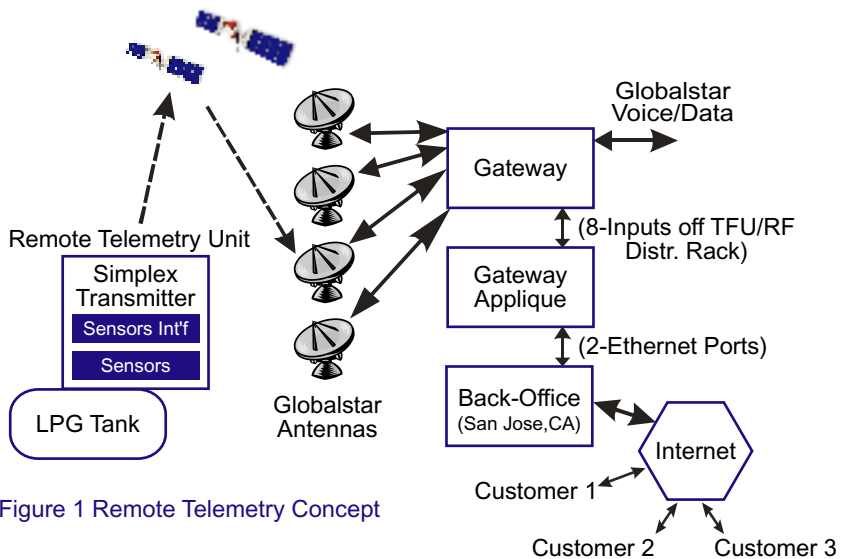 Globalstar
Voice/Data
Gateway
(8-Inputs off TFU/RF
Distr. Rack)
Remote Telemetry Unit
Simplex
Transmitter
Sensors Int'f
Sensors
LPG Tank
Globalstar
Antennas
Gateway
Applique
(2-Ethernet Ports)
Back-Office
(San Jose,CA)
Internet
Customer 1
Customer 2
Customer 3
Figure 1 Remote Telemetry Concept